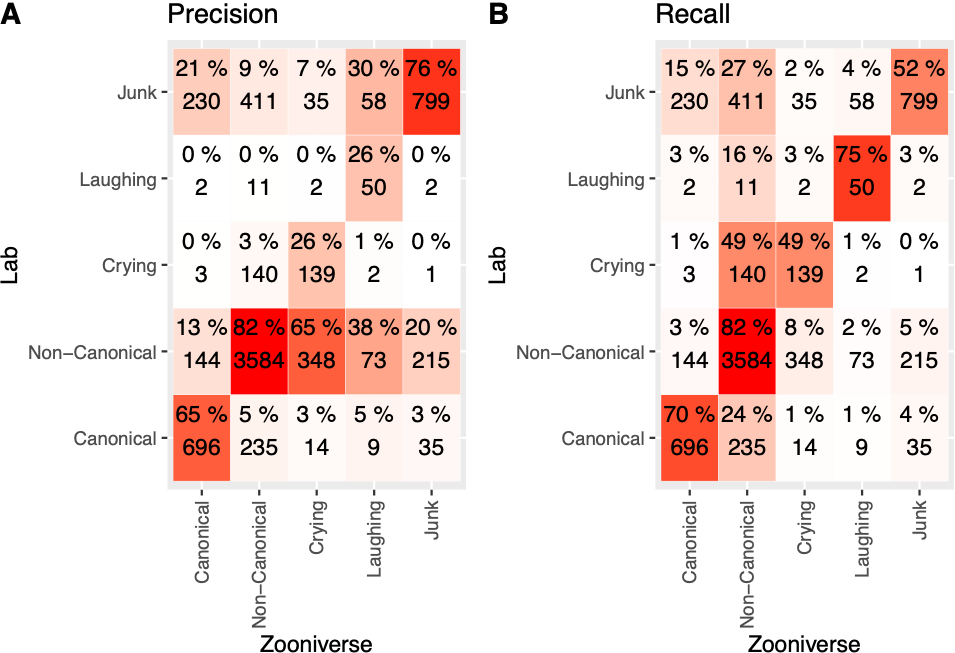 A Precision
Lab
Junk 21 % 9 % 7 % 30 % 76 %
230 411 35 58 799
Laughing 0 % 0 % 0 % 26 % 0 %
2 11 2 50 2
Crying 0 % 3 % 26 % 1 % 0 %
3 140 139 2 1
Non−Canonical 13 % 82 % 65 % 38 % 20 %
144 3584 348 73 215
Canonical 65 % 5 % 3 % 5 % 3 %
696 235 14 9 35
Canonical Non−Canonical Crying Laughing Junk
Zooniverse
B Recall
Lab
Junk 15 % 27 % 2 % 4 % 52 %
230 411 35 58 799
Laughing 3 % 16 % 3 % 75 % 3 %
2 11 2 50 2
Crying 1 % 49 % 49 % 1 % 0 %
3 140 139 2 1
Non−Canonical 3 % 82 % 8 % 2 % 5 %
144 3584 348 73 215
Canonical 70 % 24 % 1 % 1 % 4 %
696 235 14 9 35
Canonical Non−Canonical Crying Laughing Junk
Zooniverse